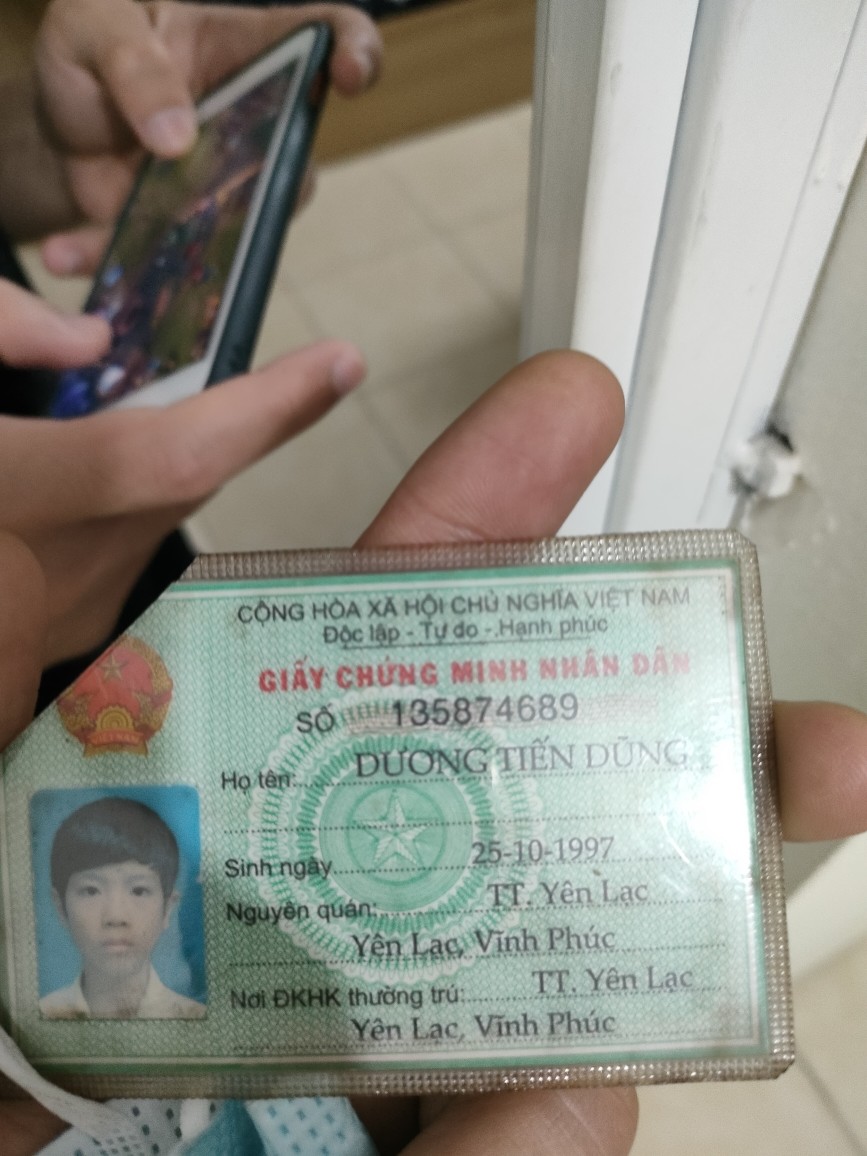 CỘNG HÒA XÃ HỘI CHỦ NGHĨA VIỆT NAM
Độc lập - Tự do - Hạnh phúc
GIẤY CHỨNG MINH NHÂN DÂN
SỐ 135874689
Họ tên: DƯƠNG TIẾN DŨNG
Sinh ngày 25-10-1997
Nguyên quán: TT. Yên Lạc
Yên Lạc, Vĩnh Phúc
Nơi ĐKHK thường trú: TT. Yên Lạc
Yên Lạc, Vĩnh Phúc